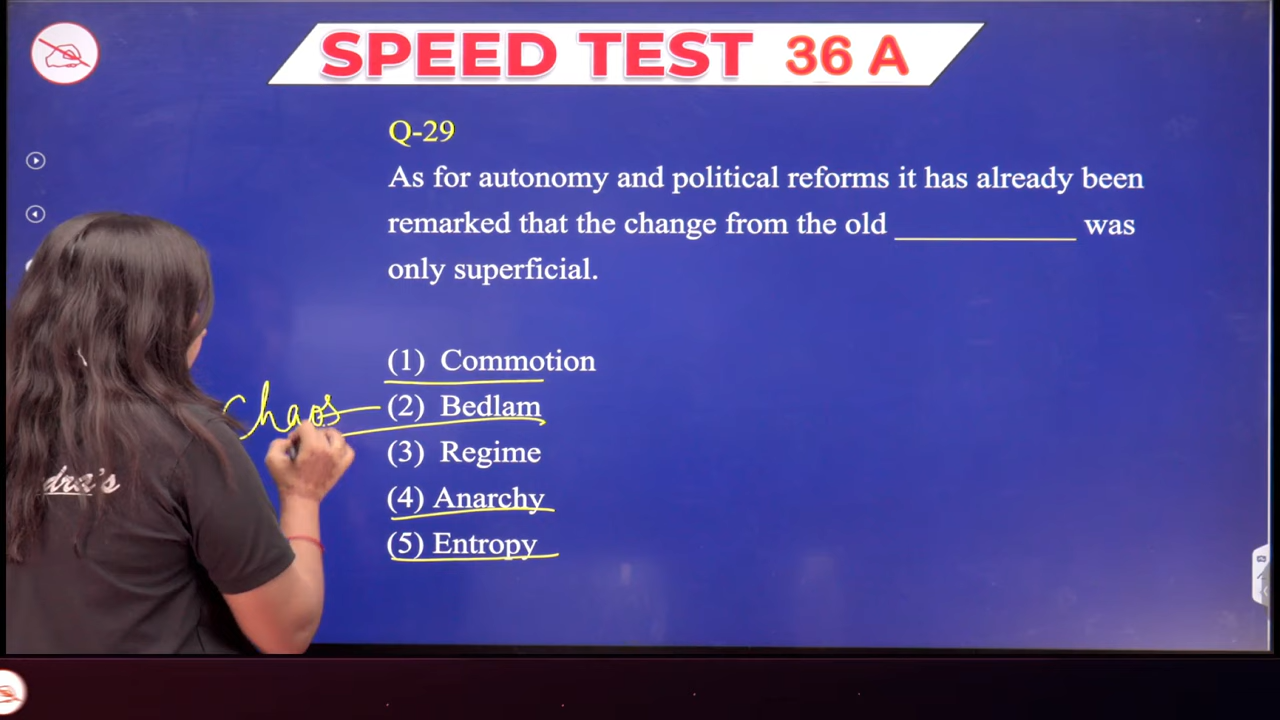 SPEED TEST 36 A
Q-29
As for autonomy and political reforms it has already been
remarked that the change from the old __________ was
only superficial.
(1) Commotion
Chaos
(2) Bedlam
(3) Regime
(4) Anarchy
(5) Entropy